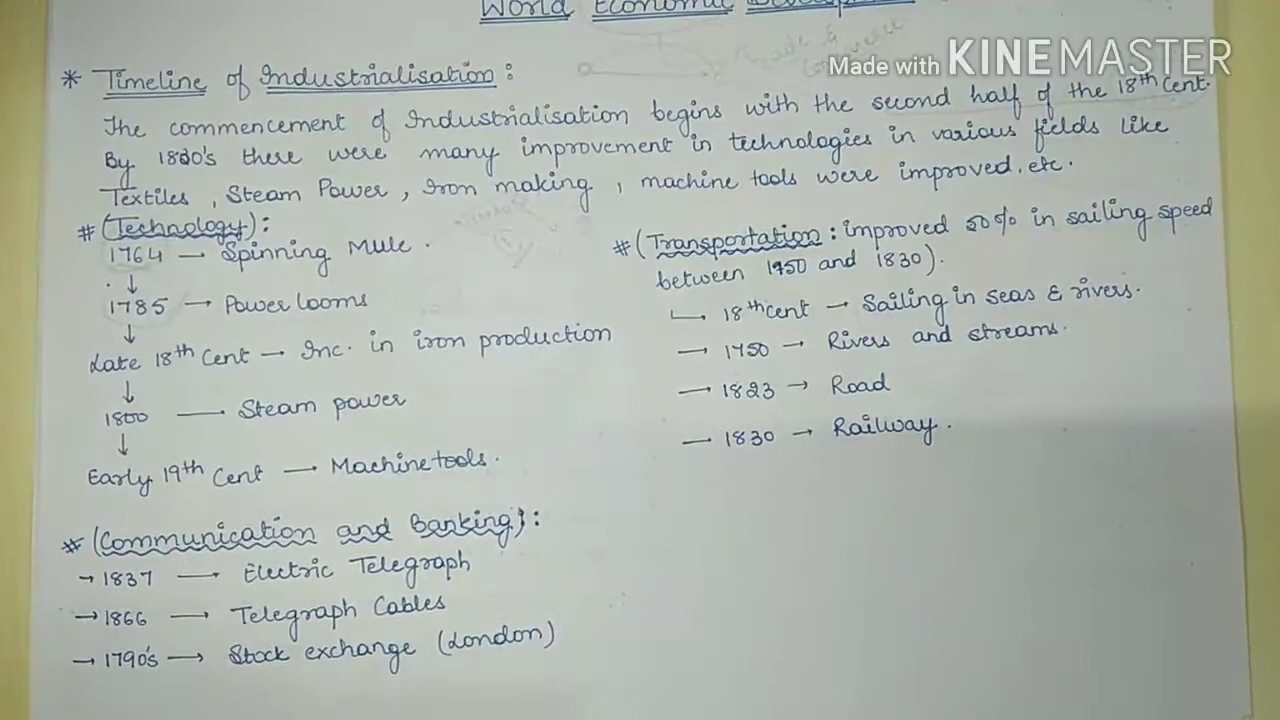 World Economic
Made with KINEMASTER
* Timeline of Industrialisation :
The commencement of Industrialisation begins with the second half of the 18th Cent.
By 1830's there were many improvement in technologies in various fields like
Textiles, Steam Power, Iron making, machine tools were improved. etc.
# (Technology) :
1764 → Spinning Mule .
↓
1785 → Power looms
↓
Late 18th Cent → Inc. in iron production
↓
1800 — Steam power
↓
Early 19th Cent → Machine tools.
# (Transportation : improved 50% in sailing speed
between 1750 and 1830).
18th cent → Sailing in seas & rivers.
— 1750 → Rivers and streams.
— 1823 → Road
— 1830 → Railway .
# (Communication and Banking) :
→ 1837 → Electric Telegraph
→ 1866 → Telegraph Cables
→ 1790's → Stock exchange (London)